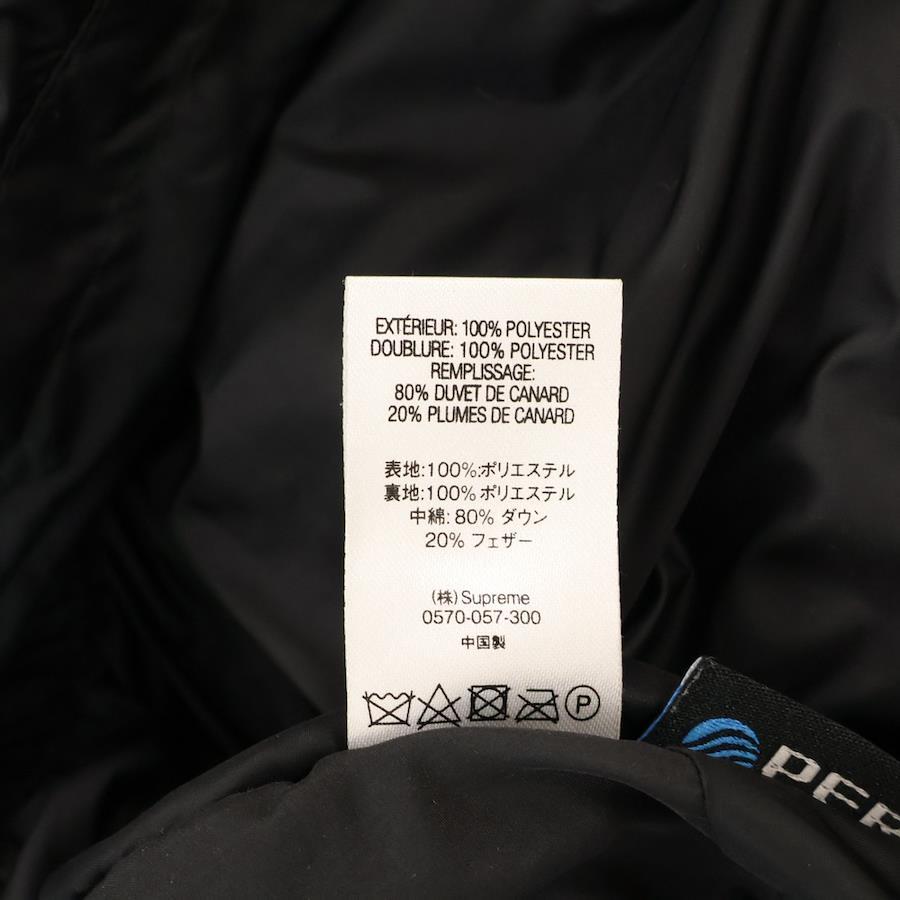 EXTÉRIEUR: 100% POLYESTER
DOUBLURE: 100% POLYESTER
REMPLISSAGE:
80% DUVET DE CANARD
20% PLUMES DE CANARD
表地:100%:ポリエステル
裏地:100% ポリエステル
中綿: 80% ダウン
20% フェザー
(株) Supreme
0570-057-300
中国製
P